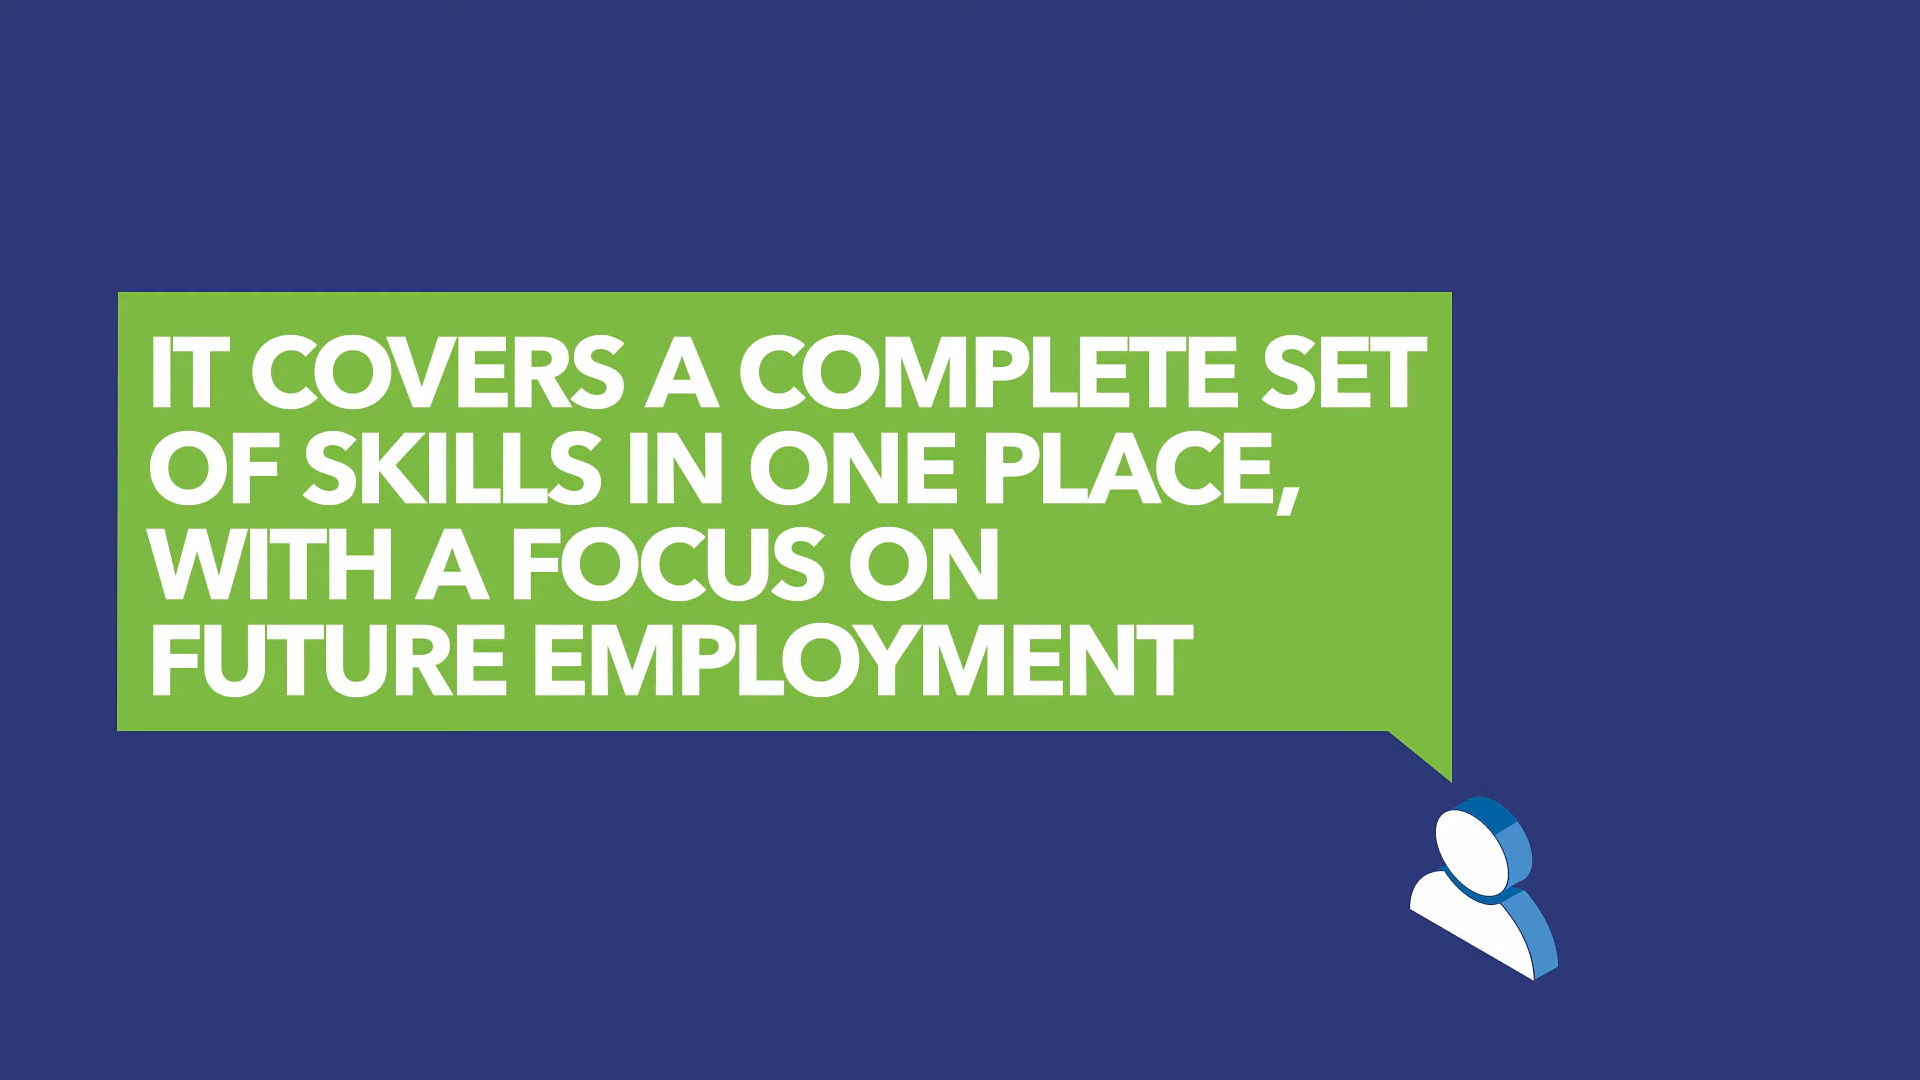 IT COVERS A COMPLETE SET
OF SKILLS IN ONE PLACE,
WITH A FOCUS ON
FUTURE EMPLOYMENT